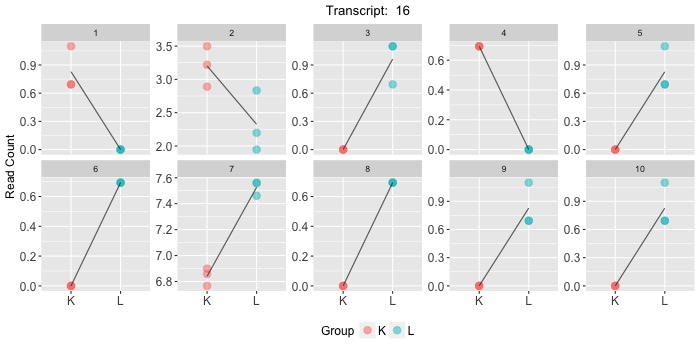 Transcript: 16
1 2 3 4 5
0.9 0.6 0.3 0.0
3.5 3.0 2.5 2.0
0.9 0.6 0.3 0.0
0.6 0.4 0.2 0.0
0.9 0.6 0.3 0.0
Read Count
6 7 8 9 10
0.6 0.4 0.2 0.0
7.6 7.2 7.0 6.8
0.6 0.4 0.2 0.0
0.9 0.6 0.3 0.0
0.9 0.6 0.3 0.0
K L K L K L K L K L
Group K L